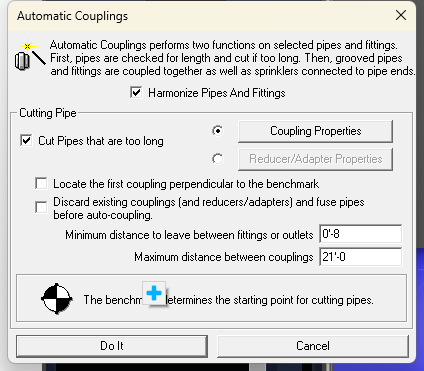 Automatic Couplings
Automatic Couplings performs two functions on selected pipes and fittings.
First, pipes are checked for length and cut if too long. Then, grooved pipes
and fittings are coupled together as well as sprinklers connected to pipe ends.
Harmonize Pipes And Fittings
Cutting Pipe
Cut Pipes that are too long
Coupling Properties
Reducer/Adapter Properties
Locate the first coupling perpendicular to the benchmark
Discard existing couplings (and reducers/adapters) and fuse pipes
before auto-coupling.
Minimum distance to leave between fittings or outlets
0'-8
Maximum distance between couplings
21'-0
The benchm etermines the starting point for cutting pipes.
Do It
Cancel